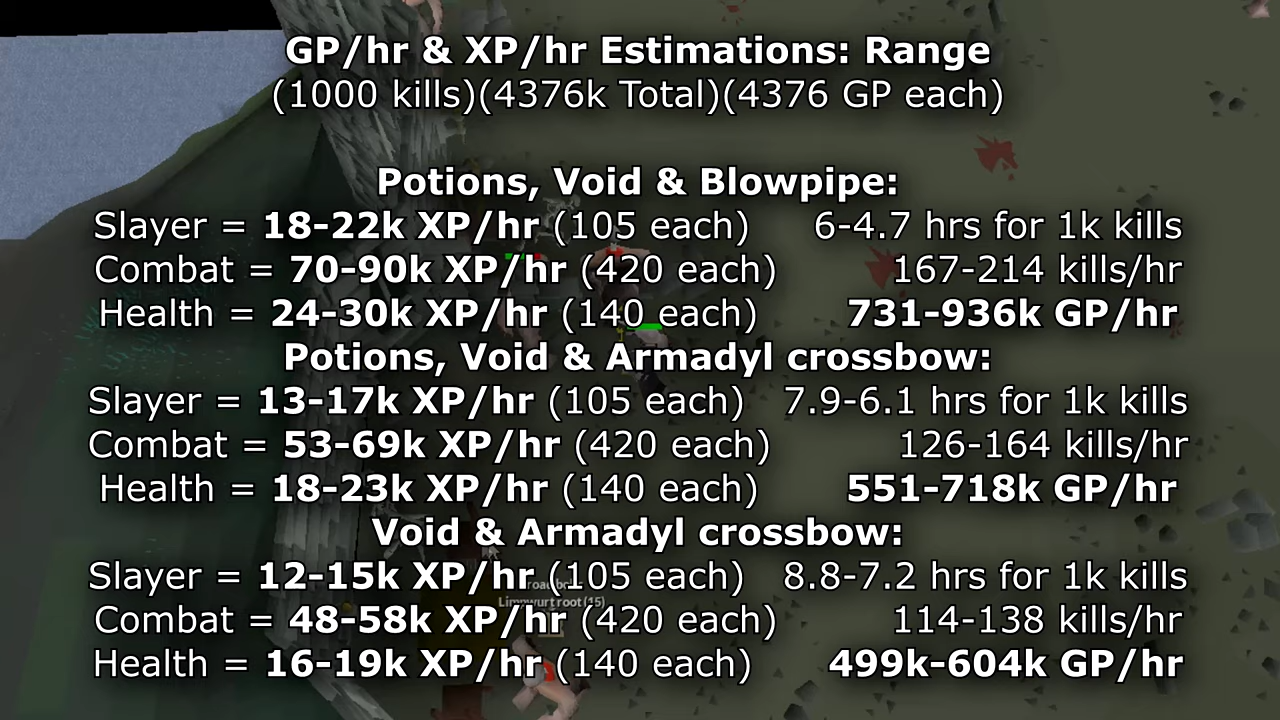 GP/hr & XP/hr Estimations: Range
(1000 kills)(4376k Total)(4376 GP each)
Potions, Void & Blowpipe:
Slayer = 18-22k XP/hr (105 each) 6-4.7 hrs for 1k kills
Combat = 70-90k XP/hr (420 each) 167-214 kills/hr
Health = 24-30k XP/hr (140 each) 731-936k GP/hr
Potions, Void & Armadyl crossbow:
Slayer = 13-17k XP/hr (105 each) 7.9-6.1 hrs for 1k kills
Combat = 53-69k XP/hr (420 each) 126-164 kills/hr
Health = 18-23k XP/hr (140 each) 551-718k GP/hr
Void & Armadyl crossbow:
Slayer = 12-15k XP/hr (105 each) 8.8-7.2 hrs for 1k kills
Limpwurt root (15)
Combat = 48-58k XP/hr (420 each) 114-138 kills/hr
Health = 16-19k XP/hr (140 each) 499k-604k GP/hr